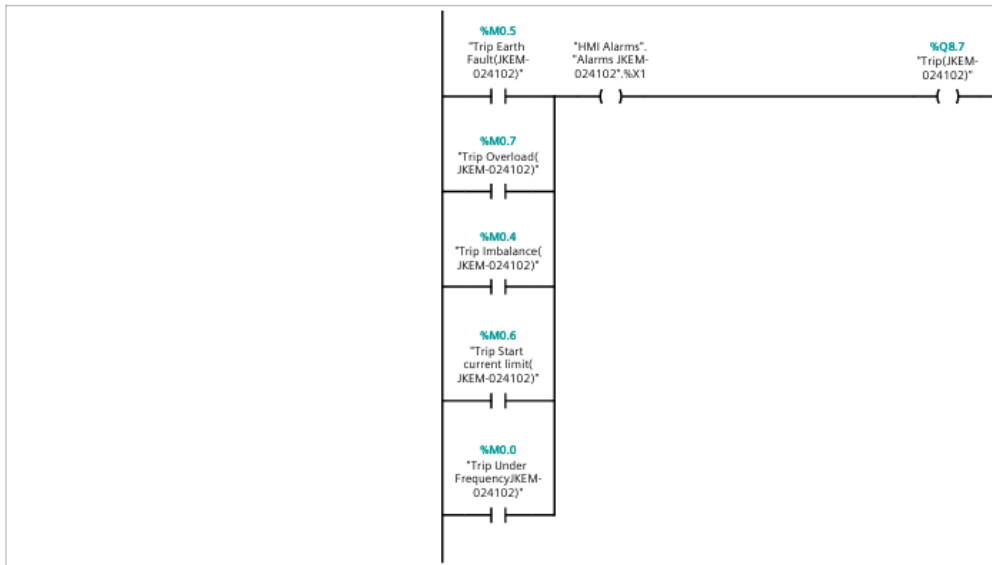 %M0.5
"Trip Earth
Fault(JKEM-
024102)"
"HMI Alarms".
"Alarms JKEM-
024102".%X1
%Q8.7
"Trip(JKEM-
024102)"
%M0.7
"Trip Overload(
JKEM-024102)"
%M0.4
"Trip Imbalance(
JKEM-024102)"
%M0.6
"Trip Start
current limit(
JKEM-024102)"
%M0.0
"Trip Under
FrequencyJKEM-
024102)"